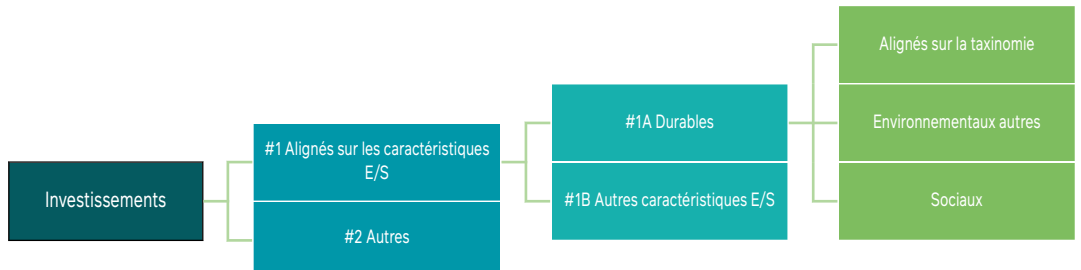 Investissements
#1 Alignés sur les caractéristiques
E/S
#2 Autres
#1A Durables
#1B Autres caractéristiques E/S
Alignés sur la taxinomie
Environnementaux autres
Sociaux